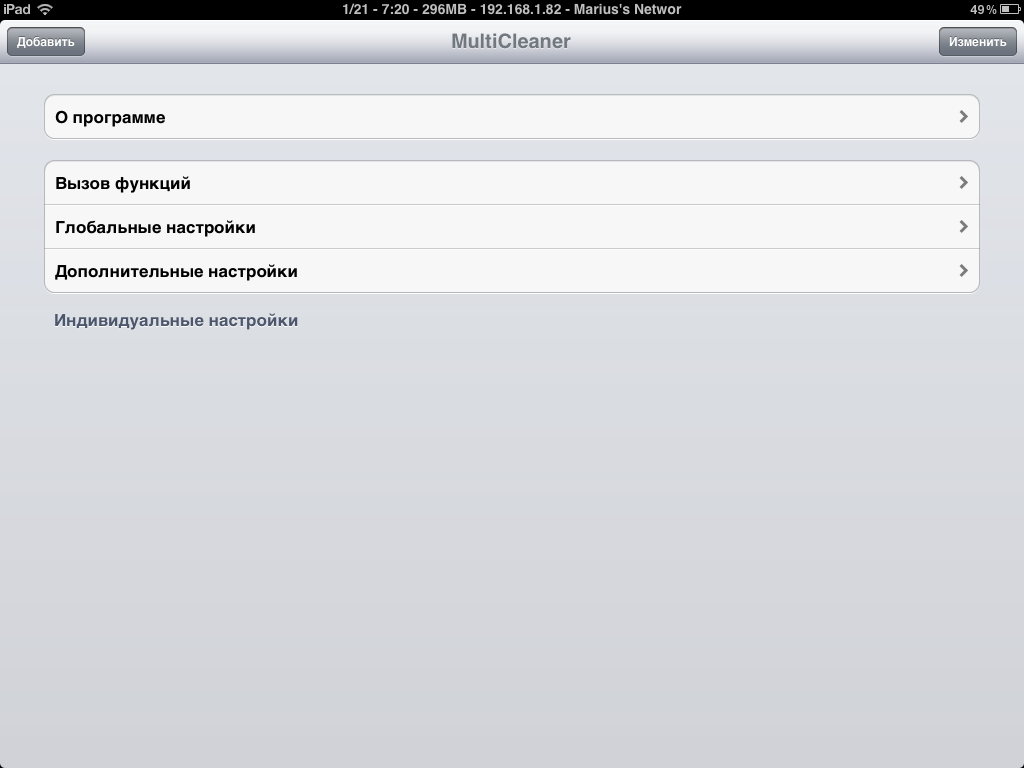 iPad 1/21 - 7:20 - 296MB - 192.168.1.82 - Marius's Networ 49%
Добавить MultiCleaner Изменить
О программе
Вызов функций
Глобальные настройки
Дополнительные настройки
Индивидуальные настройки